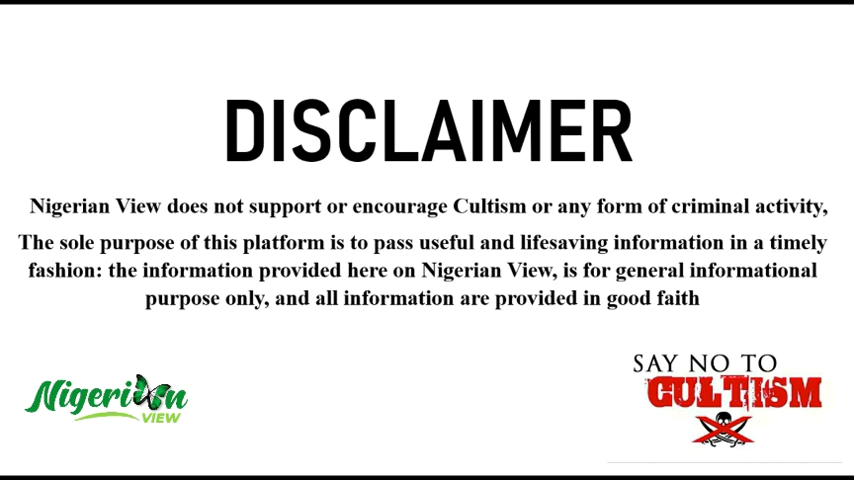 DISCLAIMER
Nigerian View does not support or encourage Cultism or any form of criminal activity,
The sole purpose of this platform is to pass useful and lifesaving information in a timely
fashion: the information provided here on Nigerian View, is for general informational
purpose only, and all information are provided in good faith
Nigerian
VIEW
SAY NO TO
CULTISM